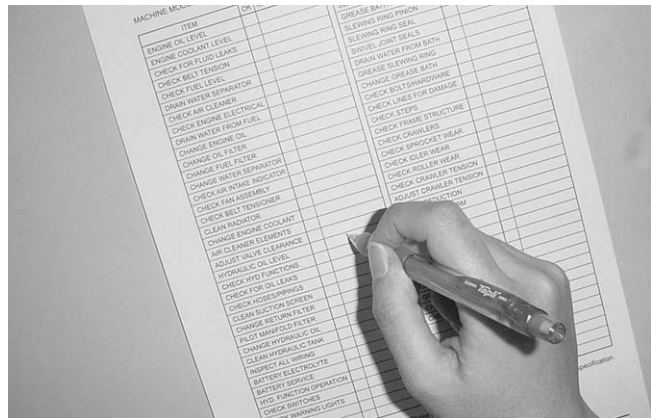 MACHINE MODEL
ITEM
OK
ENGINE OIL LEVEL
ENGINE COOLANT LEVEL
CHECK FOR FLUID LEAKS
CHECK BELT TENSION
CHECK FUEL LEVEL
DRAIN WATER SEPARATOR
CHECK AIR CLEANER
CHECK ENGINE ELECTRICAL
DRAIN WATER FROM FUEL
CHANGE ENGINE OIL
CHANGE OIL FILTER
CHANGE FUEL FILTER
CHANGE WATER SEPARATOR
CHECK AIR INTAKE INDICATOR
CHECK FAN ASSEMBLY
CHECK BELT TENSIONER
CLEAN RADIATOR
CHANGE ENGINE COOLANT
AIR CLEANER ELEMENTS
ADJUST VALVE CLEARANCE
HYDRAULIC OIL LEVEL
CHECK HYD FUNCTIONS
CHECK FOR OIL LEAKS
CHECK HOSES/PIPINGS
CLEAN SUCTION SCREEN
CHANGE RETURN FILTER
PILOT MANIFOLD FILTER
CHANGE HYDRAULIC OIL
CLEAN HYDRAULIC TANK
INSPECT ALL WIRING
BATTERY ELECTROLYTE
BATTERY SERVICE
HYD. FUNCTION OPERATION
CHECK SWITCHES
WARNING LIGHTS
GREASE BATH
SLEWING RING PINION
SLEWING RING SEAL
SWIVEL JOINT SEALS
DRAIN WATER FROM BATH
GREASE SLEWING RING
CHANGE GREASE BATH
CHECK BOLTS/HARDWARE
CHECK LINES FOR DAMAGE
CHECK STEPS
CHECK FRAME STRUCTURE
CHECK CRAWLERS
CHECK SPROCKET WEAR
CHECK IDLER WEAR
CHECK ROLLER WEAR
CHECK CRAWLER TENSION
ADJUST CRAWLER TENSION
specification.